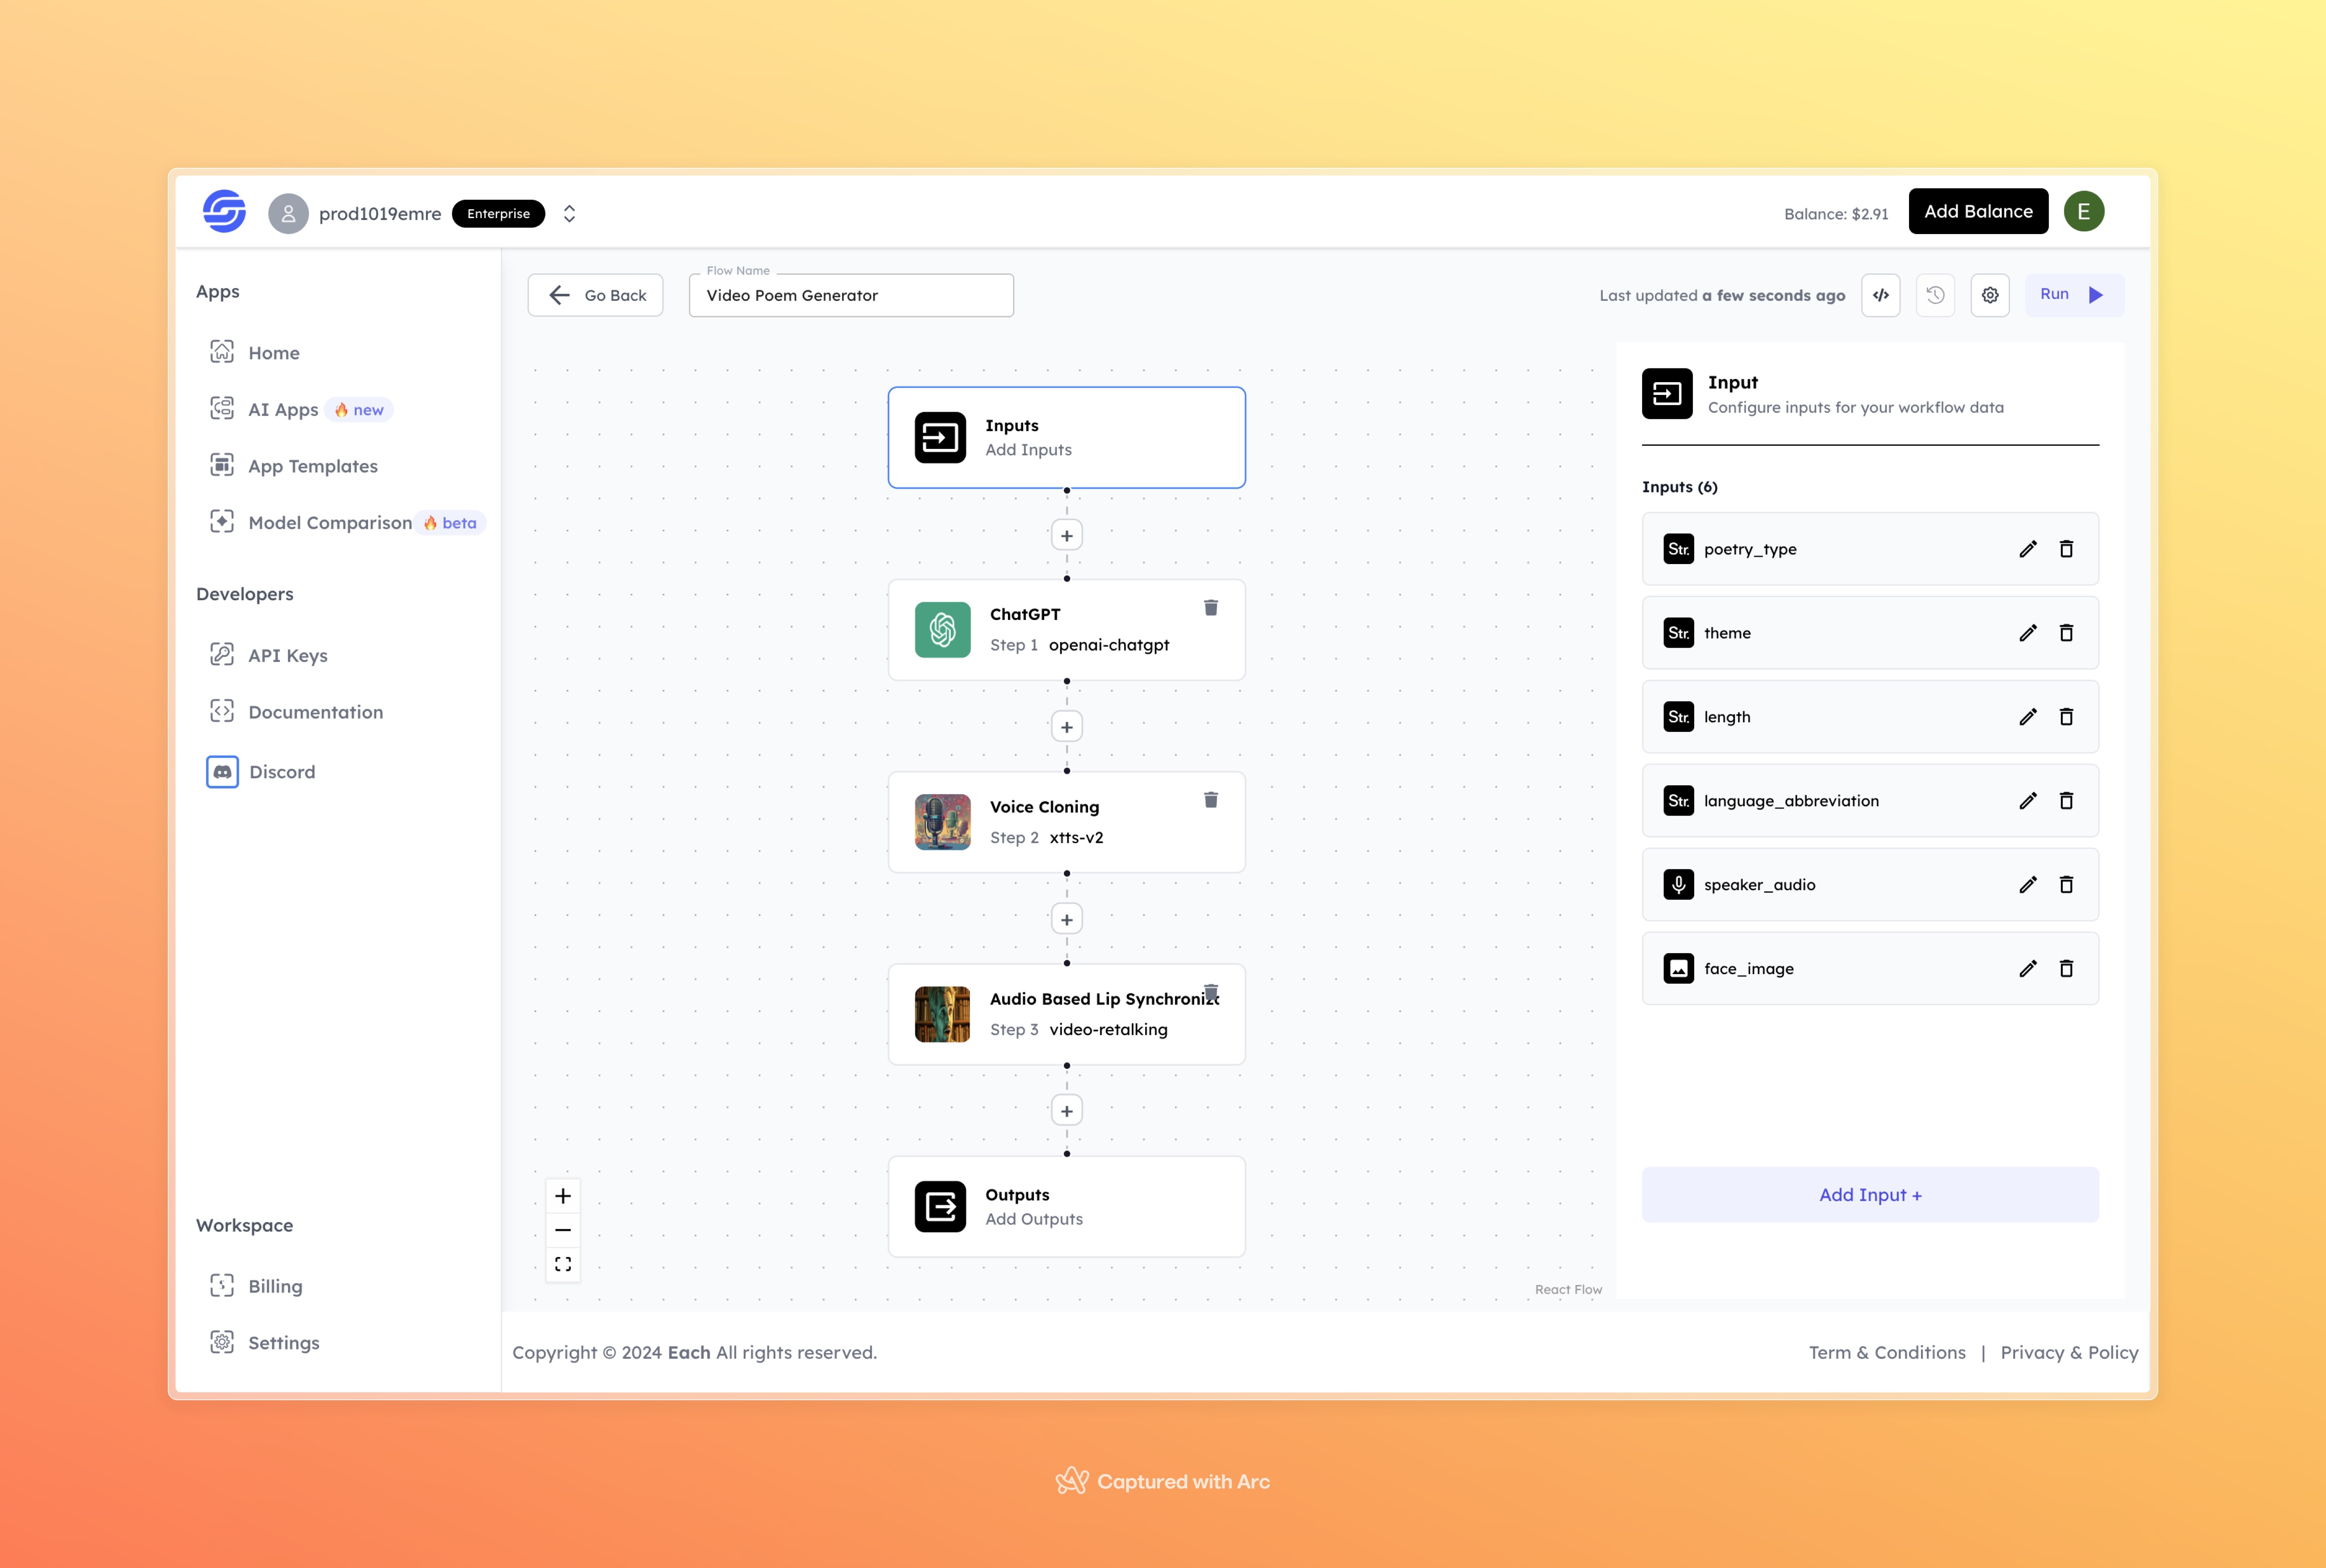 prod1019emre Enterprise
Balance: $2.91 Add Balance E
Apps
Home
AI Apps 🔥 new
App Templates
Model Comparison 🔥 beta
Developers
API Keys
Documentation
Discord
Workspace
Billing
Settings
Go Back
Flow Name
Video Poem Generator
Last updated a few seconds ago
Run
Inputs
Add Inputs
ChatGPT
Step 1 openai-chatgpt
Voice Cloning
Step 2 xtts-v2
Audio Based Lip Synchroniz
Step 3 video-retalking
Outputs
Add Outputs
React Flow
Input
Configure inputs for your workflow data
Inputs (6)
Str. poetry_type
Str. theme
Str. length
Str. language_abbreviation
speaker_audio
face_image
Add Input +
Copyright © 2024 Each All rights reserved.
Term & Conditions | Privacy & Policy
Captured with Arc